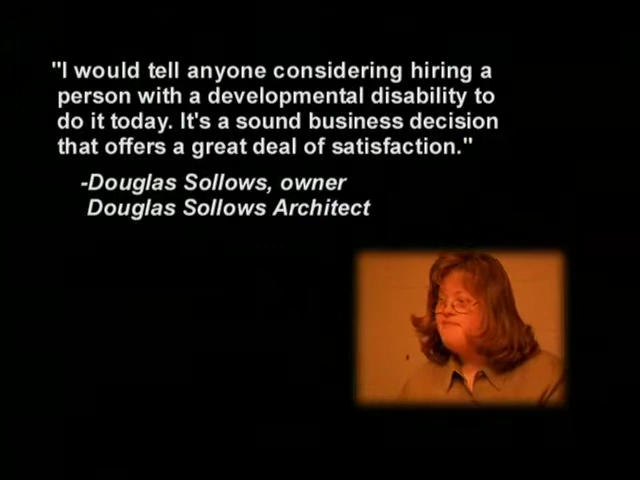 "I would tell anyone considering hiring a
person with a developmental disability to
do it today. It's a sound business decision
that offers a great deal of satisfaction."
-Douglas Sollows, owner
Douglas Sollows Architect